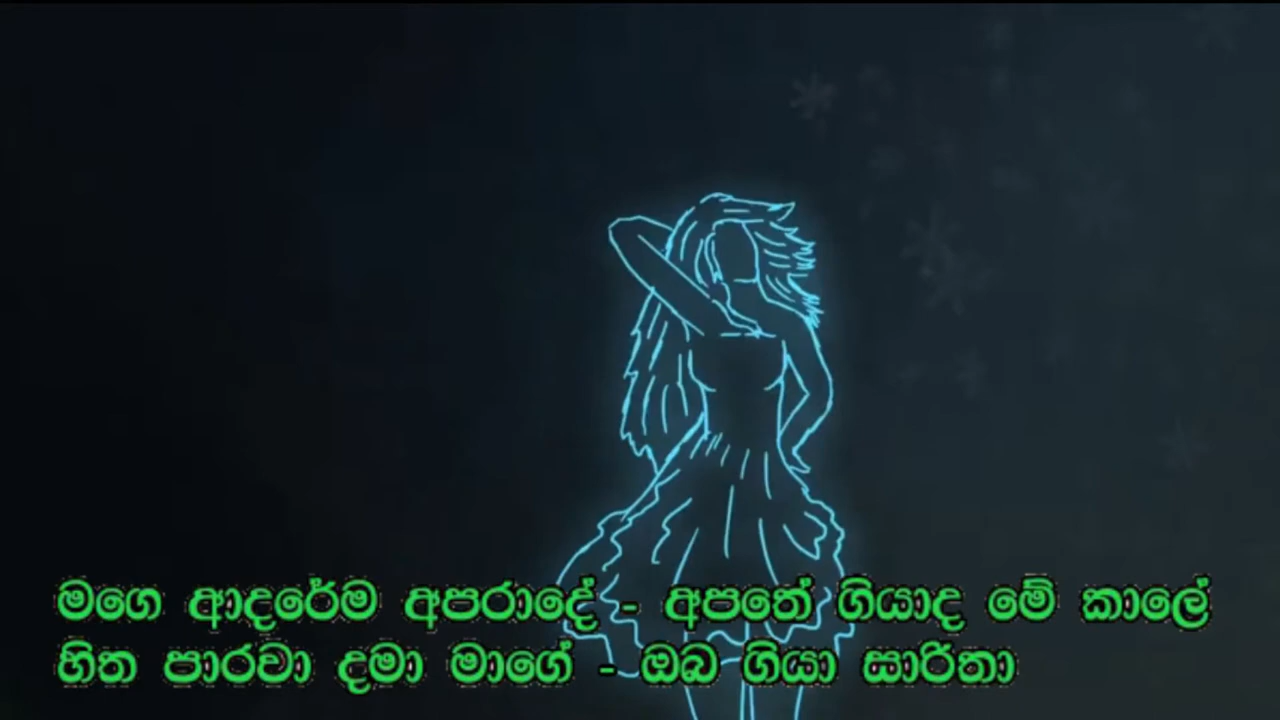 මගෙ ආදරේම අපරාදේ - අපතේ ගියාද මේ කාලේ
හිත පාරවා දමා මාගේ - ඔබ ගියා සාරිතා